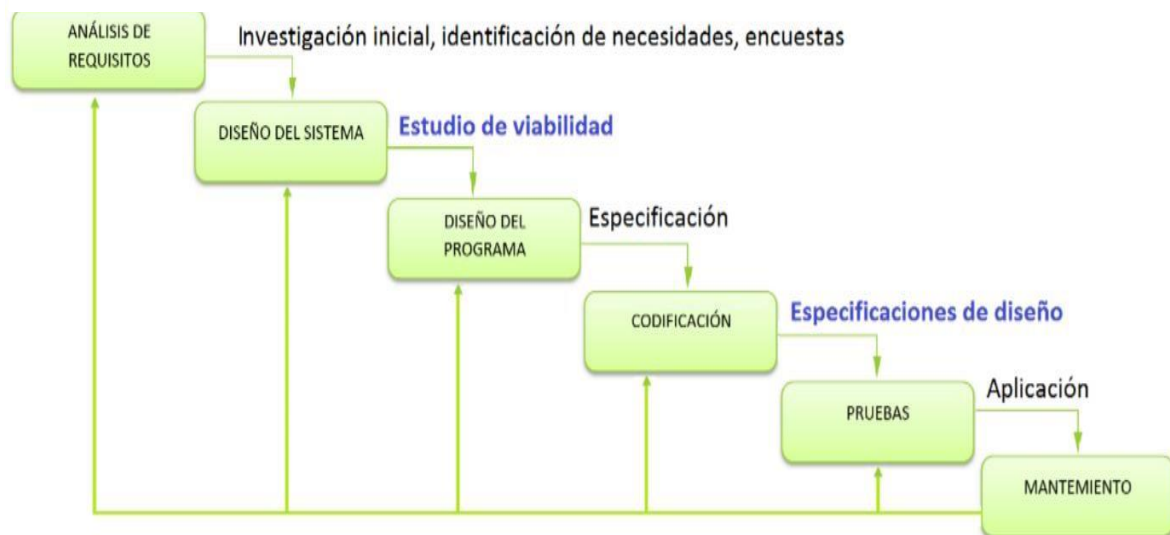 ANÁLISIS DE
REQUISITOS
Investigación inicial, identificación de necesidades, encuestas
DISEÑO DEL SISTEMA
Estudio de viabilidad
DISEÑO DEL
PROGRAMA
Especificación
CODIFICACIÓN
Especificaciones de diseño
PRUEBAS
Aplicación
MANTEMIENTO